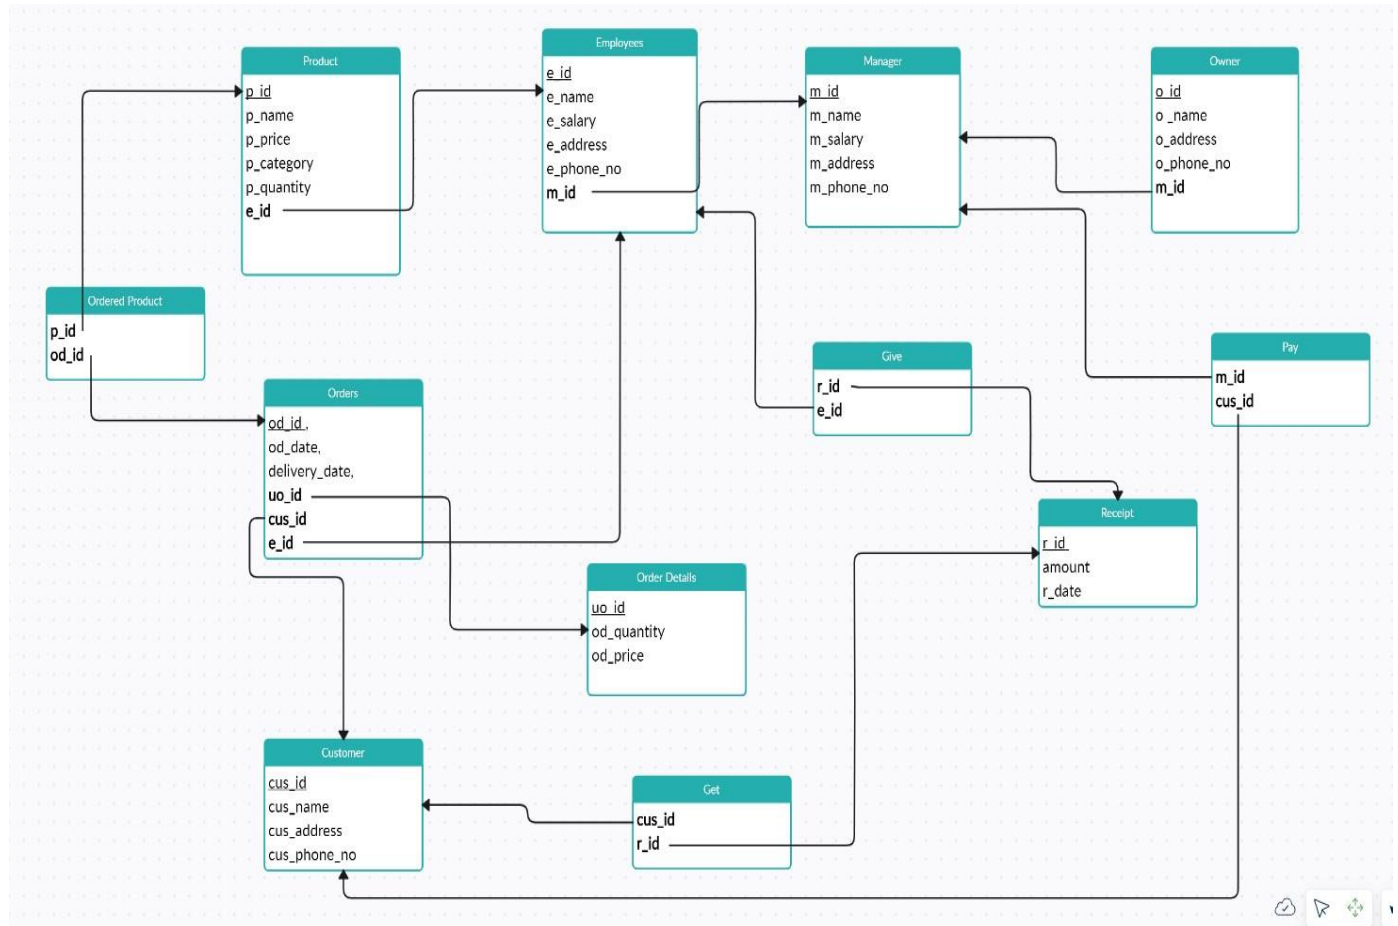 Product
p_id
p_name
p_price
p_category
p_quantity
e_id
Employees
e_id
e_name
e_salary
e_address
e_phone_no
m_id
Manager
m_id
m_name
m_salary
m_address
m_phone_no
Owner
o_id
o _name
o_address
o_phone_no
m_id
Ordered Product
p_id
od_id
Orders
od_id ,
od_date,
delivery_date,
uo_id
cus_id
e_id
Give
r_id
e_id
Pay
m_id
cus_id
Receipt
r_id
amount
r_date
Order Details
uo_id
od_quantity
od_price
Customer
cus_id
cus_name
cus_address
cus_phone_no
Get
cus_id
r_id